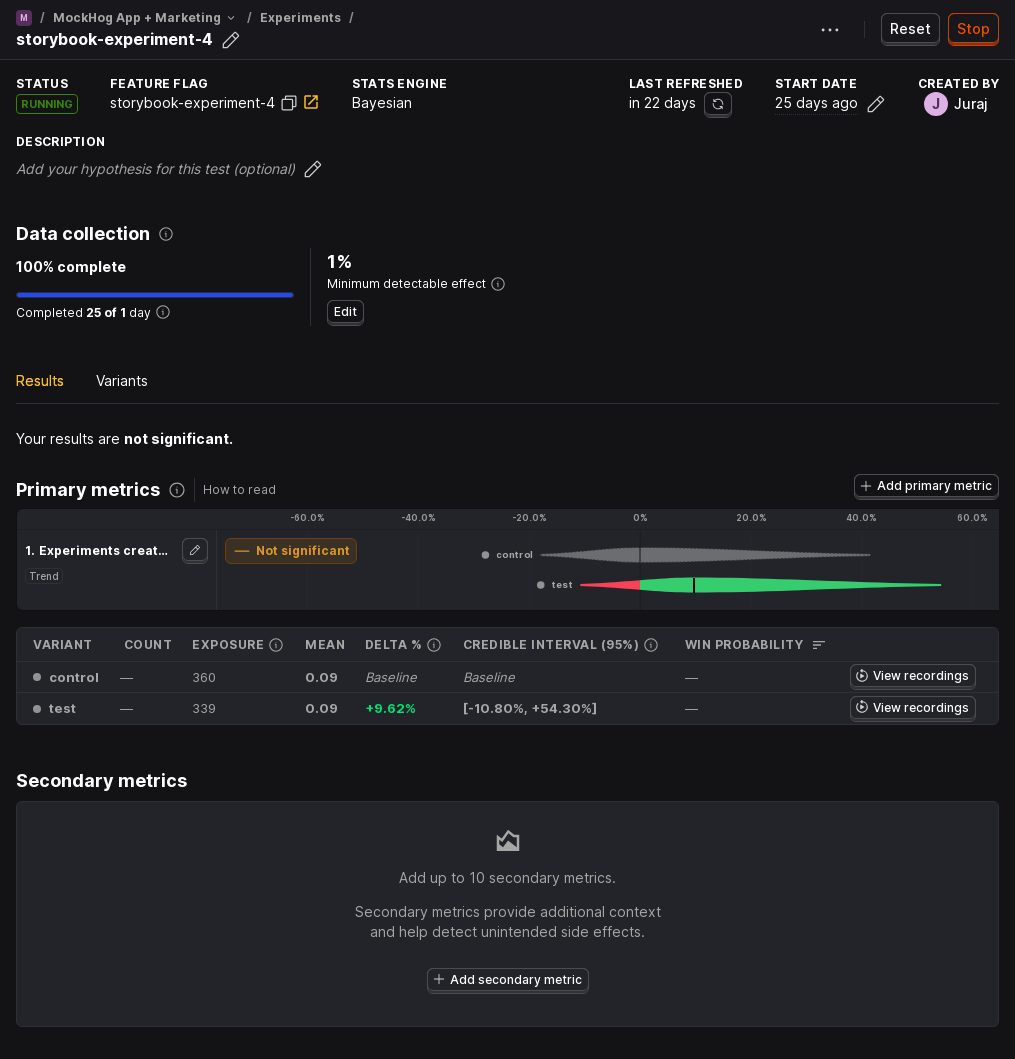 M / MockHog App + Marketing / Experiments /
storybook-experiment-4
Reset
Stop
STATUS
RUNNING
FEATURE FLAG
storybook-experiment-4
STATS ENGINE
Bayesian
LAST REFRESHED
in 22 days
START DATE
25 days ago
CREATED BY
J Juraj
DESCRIPTION
Add your hypothesis for this test (optional)
Data collection
100% complete
Completed 25 of 1 day
1%
Minimum detectable effect
Edit
Results Variants
Your results are not significant.
Primary metrics How to read
Add primary metric
-60.0% -40.0% -20.0% 0% 20.0% 40.0% 60.0%
1. Experiments creat...
Trend
Not significant
control
test
VARIANT COUNT EXPOSURE MEAN DELTA % CREDIBLE INTERVAL (95%) WIN PROBABILITY
control — 360 0.09 Baseline Baseline — View recordings
test — 339 0.09 +9.62% [-10.80%, +54.30%] — View recordings
Secondary metrics
Add up to 10 secondary metrics.
Secondary metrics provide additional context
and help detect unintended side effects.
Add secondary metric